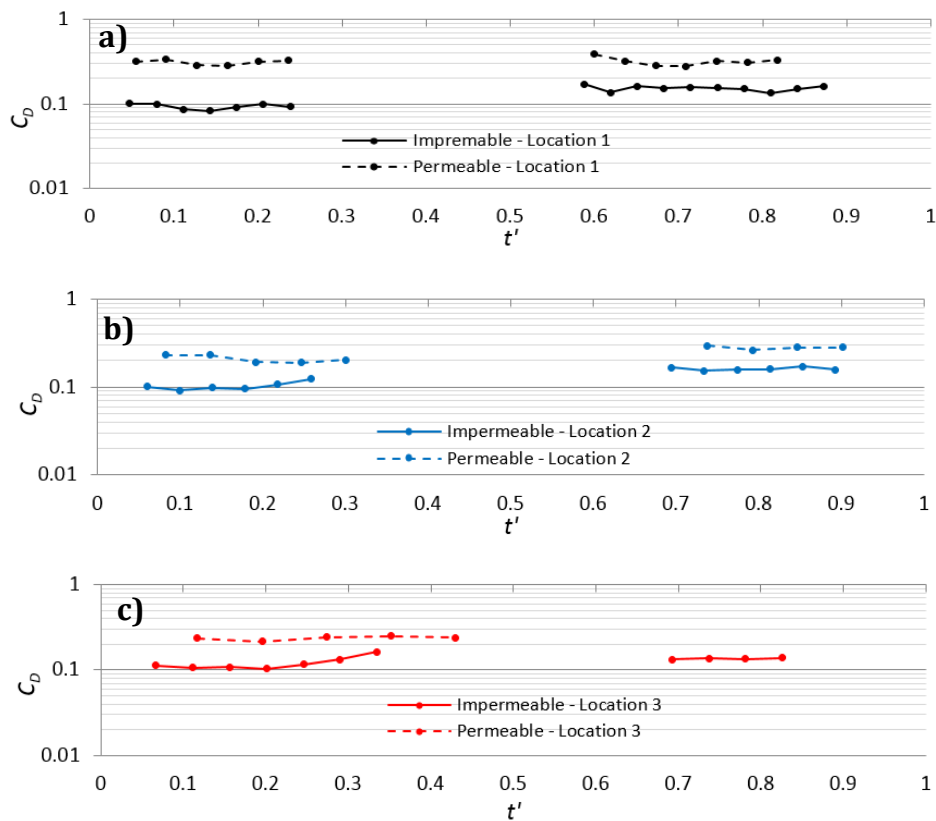 a)
1
0.1
0.01
C_D
Impremable - Location 1
Permeable - Location 1
0 0.1 0.2 0.3 0.4 0.5 0.6 0.7 0.8 0.9 1
t'
b)
1
0.1
0.01
C_D
Impermeable - Location 2
Permeable - Location 2
0 0.1 0.2 0.3 0.4 0.5 0.6 0.7 0.8 0.9 1
t'
c)
1
0.1
0.01
C_D
Impermeable - Location 3
Permeable - Location 3
0 0.1 0.2 0.3 0.4 0.5 0.6 0.7 0.8 0.9 1
t'